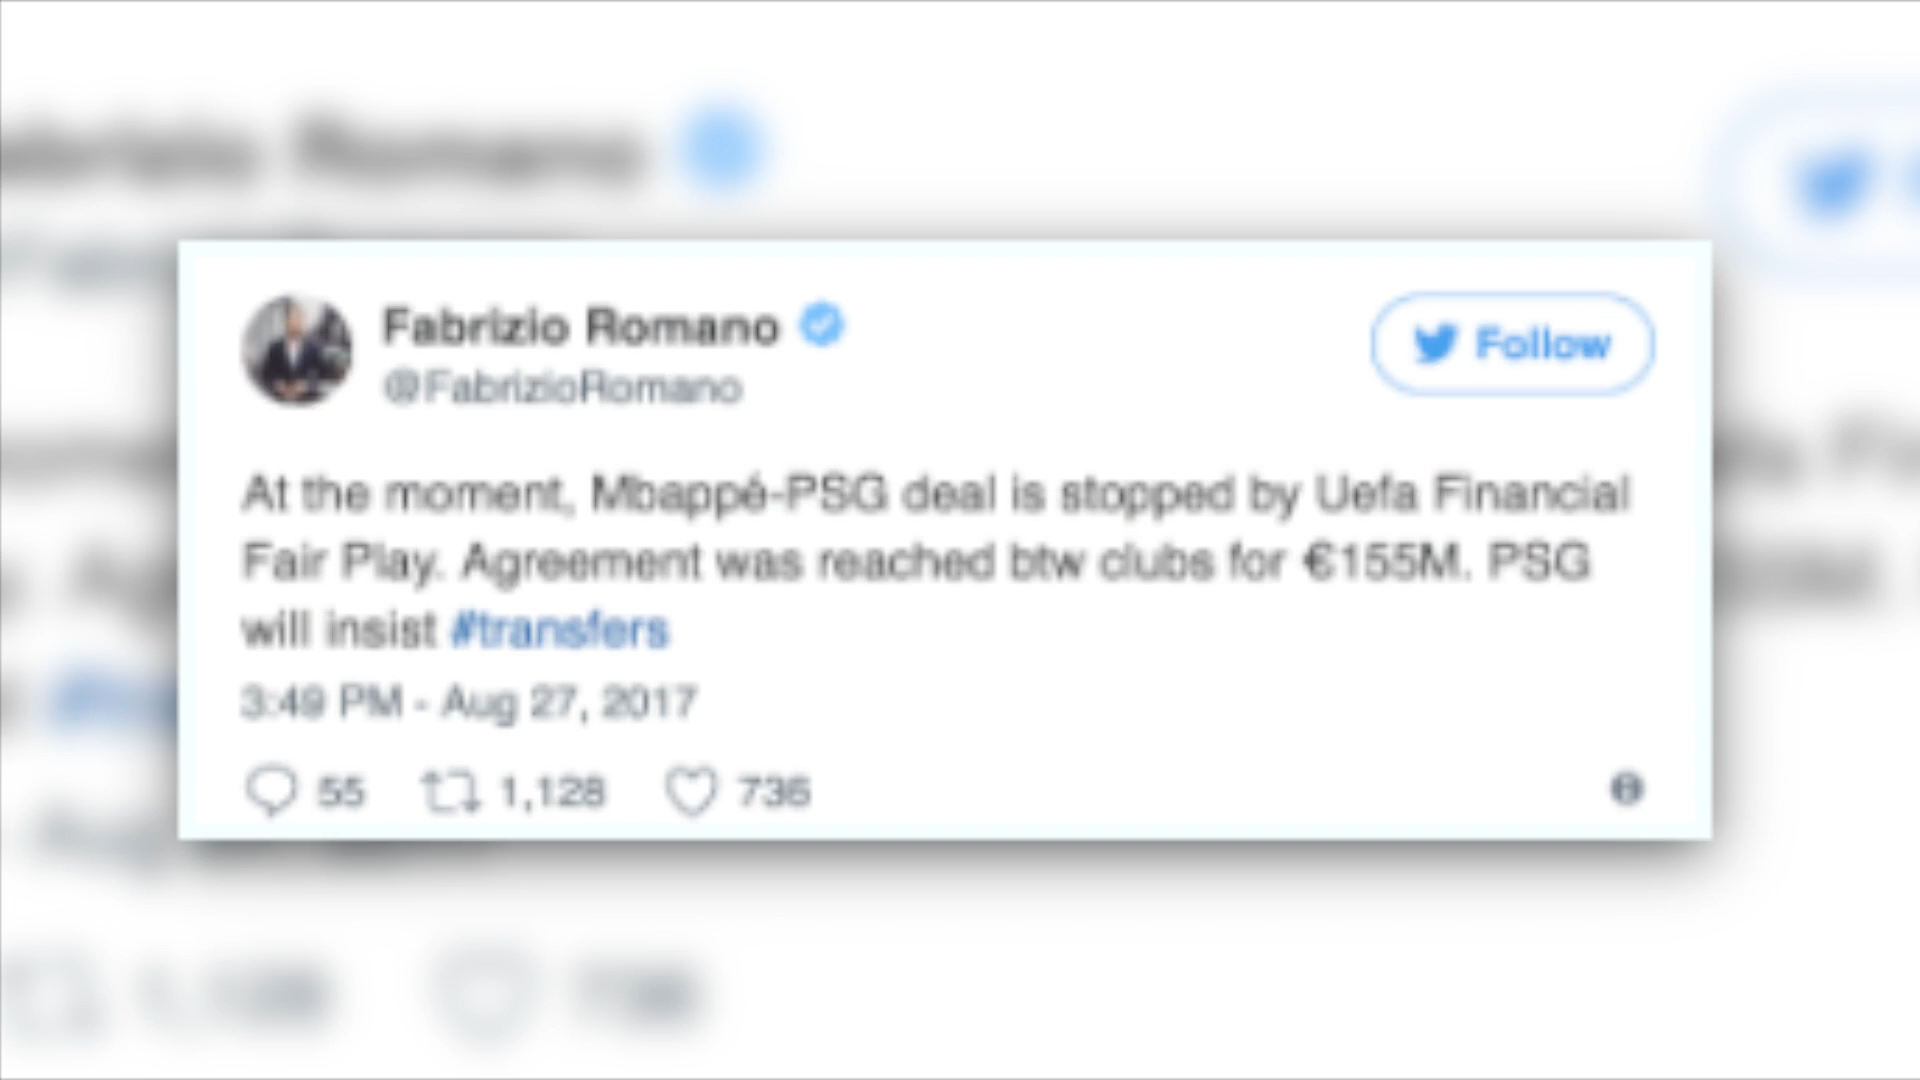 Fabrizio Romano
@FabrizioRomano
Follow
At the moment, Mbappé-PSG deal is stopped by Uefa Financial
Fair Play. Agreement was reached btw clubs for €155M. PSG
will insist #transfers
3:49 PM - Aug 27, 2017
55 1,128 736